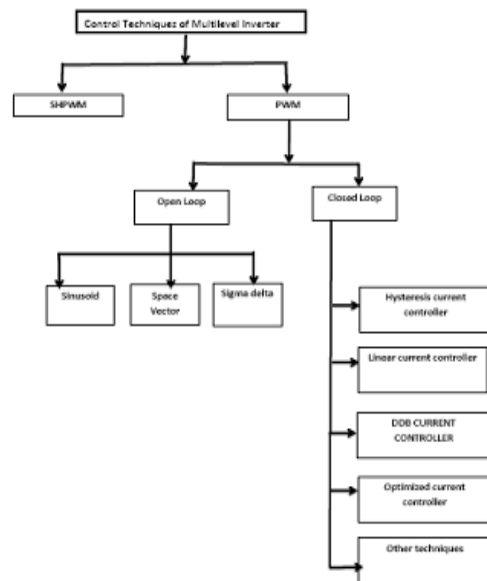 Control Techniques of Multilevel Inverter
SHPWM
PWM
Open Loop
Closed Loop
Sinusoid
Space
Vector
Sigma delta
Hysteresis current
controller
Linear current controller
DDB CURRENT
CONTROLLER
Optimized current
controller
Other techniques